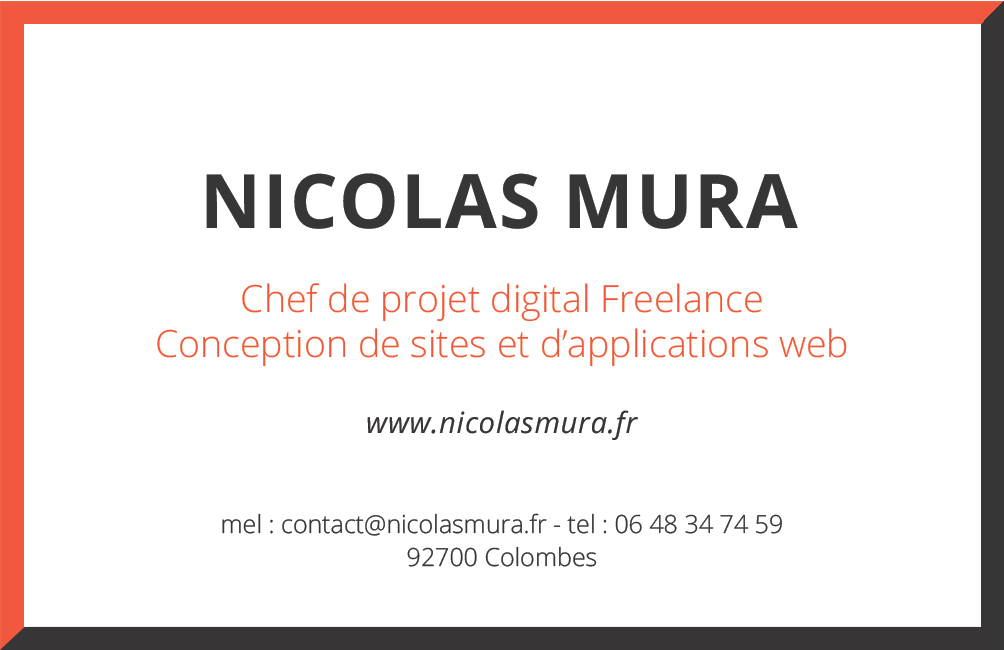 NICOLAS MURA
Chef de projet digital Freelance
Conception de sites et d’applications web
www.nicolasmura.fr
mel : contact@nicolasmura.fr - tel : 06 48 34 74 59
92700 Colombes